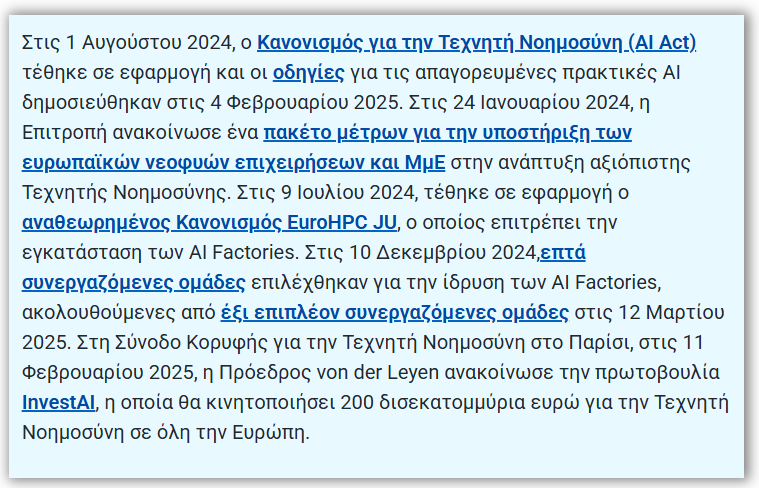 Στις 1 Αυγούστου 2024, ο Κανονισμός για την Τεχνητή Νοημοσύνη (AI Act)
τέθηκε σε εφαρμογή και οι οδηγίες για τις απαγορευμένες πρακτικές AI
δημοσιεύθηκαν στις 4 Φεβρουαρίου 2025. Στις 24 Ιανουαρίου 2024, η
Επιτροπή ανακοίνωσε ένα πακέτο μέτρων για την υποστήριξη των
ευρωπαϊκών νεοφυών επιχειρήσεων και ΜμΕ στην ανάπτυξη αξιόπιστης
Τεχνητής Νοημοσύνης. Στις 9 Ιουλίου 2024, τέθηκε σε εφαρμογή ο
αναθεωρημένος Κανονισμός EuroHPC JU, ο οποίος επιτρέπει την
εγκατάσταση των AI Factories. Στις 10 Δεκεμβρίου 2024,επτά
συνεργαζόμενες ομάδες επιλέχθηκαν για την ίδρυση των AI Factories,
ακολουθούμενες από έξι επιπλέον συνεργαζόμενες ομάδες στις 12 Μαρτίου
2025. Στη Σύνοδο Κορυφής για την Τεχνητή Νοημοσύνη στο Παρίσι, στις 11
Φεβρουαρίου 2025, η Πρόεδρος von der Leyen ανακοίνωσε την πρωτοβουλία
InvestAI, η οποία θα κινητοποιήσει 200 δισεκατομμύρια ευρώ για την Τεχνητή
Νοημοσύνη σε όλη την Ευρώπη.